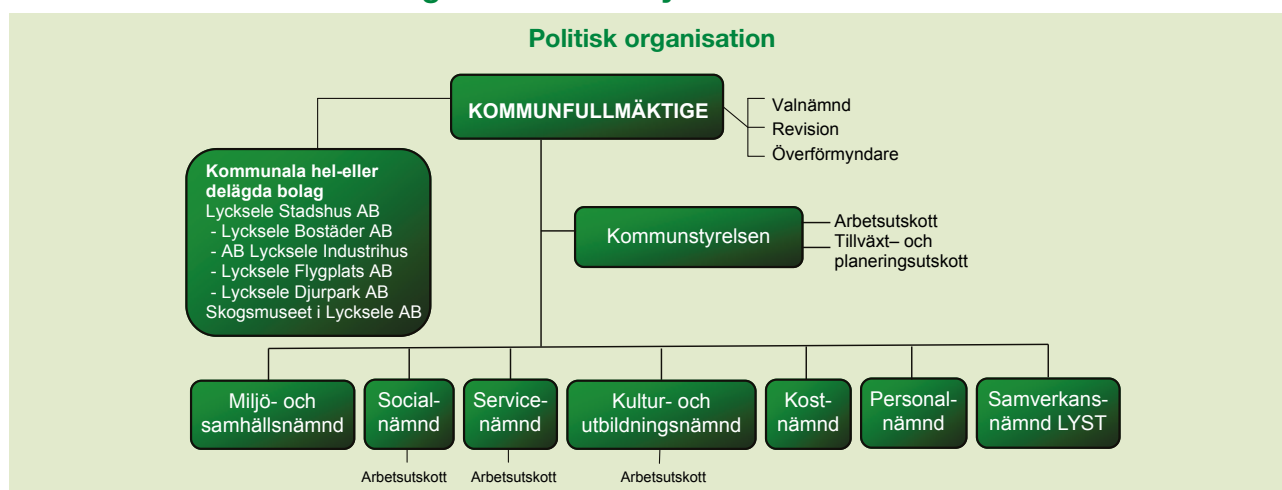 Politisk organisation
KOMMUNFULLMÄKTIGE
Valnämnd
Revision
Överförmyndare
Kommunala hel-eller
delägda bolag
Lycksele Stadshus AB
- Lycksele Bostäder AB
- AB Lycksele Industrihus
- Lycksele Flygplats AB
- Lycksele Djurpark AB
Skogsmuseet i Lycksele AB
Kommunstyrelsen
Arbetsutskott
Tillväxt– och
planeringsutskott
Miljö- och
samhällsnämnd
Social-
nämnd
Service-
nämnd
Kultur- och
utbildningsnämnd
Kost-
nämnd
Personal-
nämnd
Samverkans-
nämnd LYST
Arbetsutskott
Arbetsutskott
Arbetsutskott